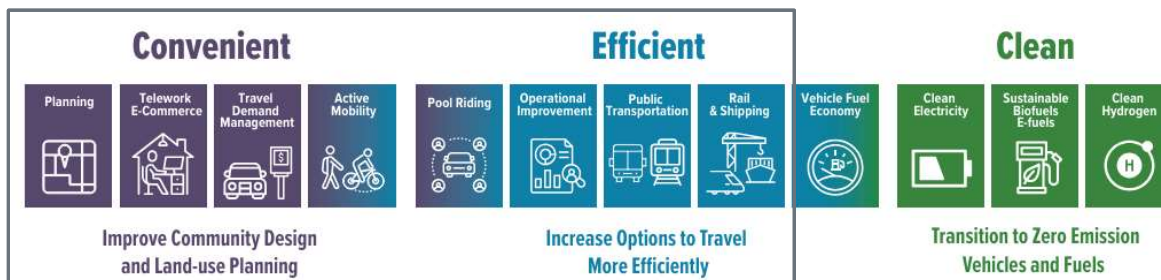 Convenient
Efficient
Clean
Planning
Telework
E-Commerce
Travel
Demand
Management
Active
Mobility
Pool Riding
Operational
Improvement
Public
Transportation
Rail
& Shipping
Vehicle Fuel
Economy
Clean
Electricity
Sustainable
Biofuels
E-fuels
Clean
Hydrogen
$
H
Improve Community Design
and Land-use Planning
Increase Options to Travel
More Efficiently
Transition to Zero Emission
Vehicles and Fuels